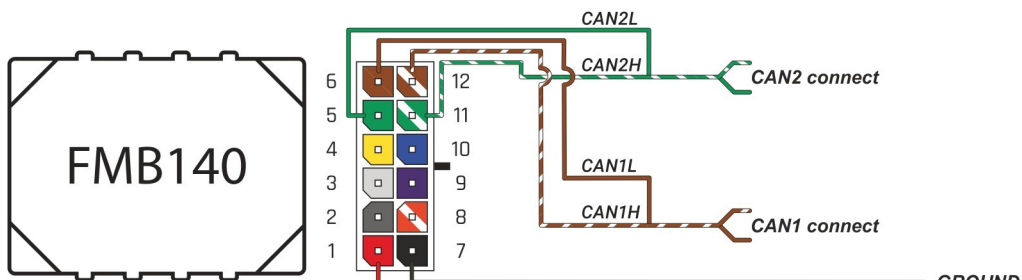 CAN2L
CAN2H
CAN2 connect
FMB140
6 12
5 11
4 10
3 9
2 8
1 7
CAN1L
CAN1H
CAN1 connect
GROUND